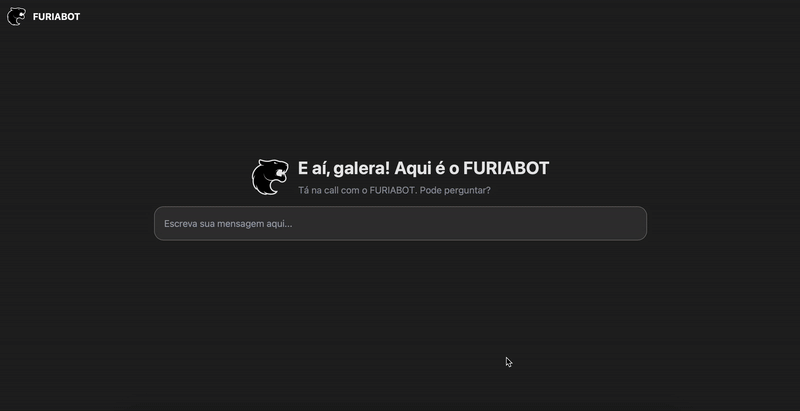 FURIABOT
E aí, galera! Aqui é o FURIABOT
Tá na call com o FURIABOT. Pode perguntar?
Escreva sua mensagem aqui...